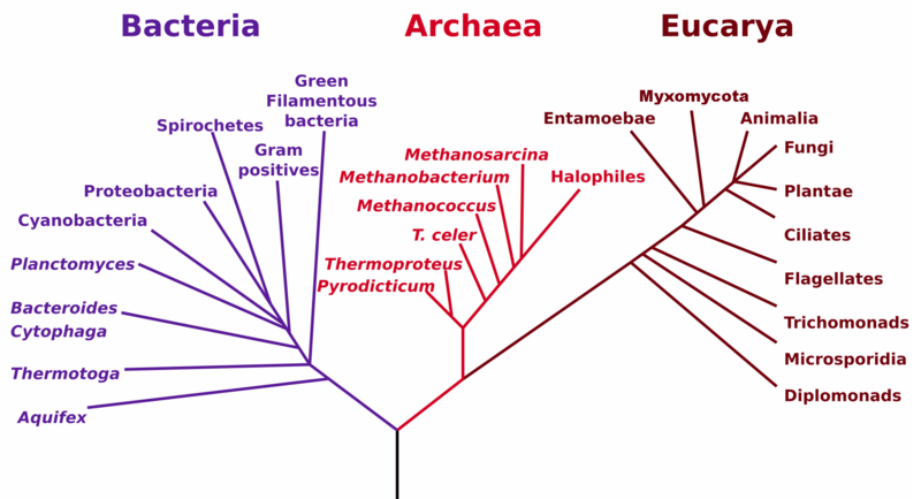 Bacteria
Archaea
Eucarya
Green
Filamentous
bacteria
Spirochetes
Gram
positives
Proteobacteria
Cyanobacteria
Planctomyces
Bacteroides
Cytophaga
Thermotoga
Aquifex
Methanosarcina
Methanobacterium
Halophiles
Methanococcus
T. celer
Thermoproteus
Pyrodicticum
Entamoebae
Myxomycota
Animalia
Fungi
Plantae
Ciliates
Flagellates
Trichomonads
Microsporidia
Diplomonads